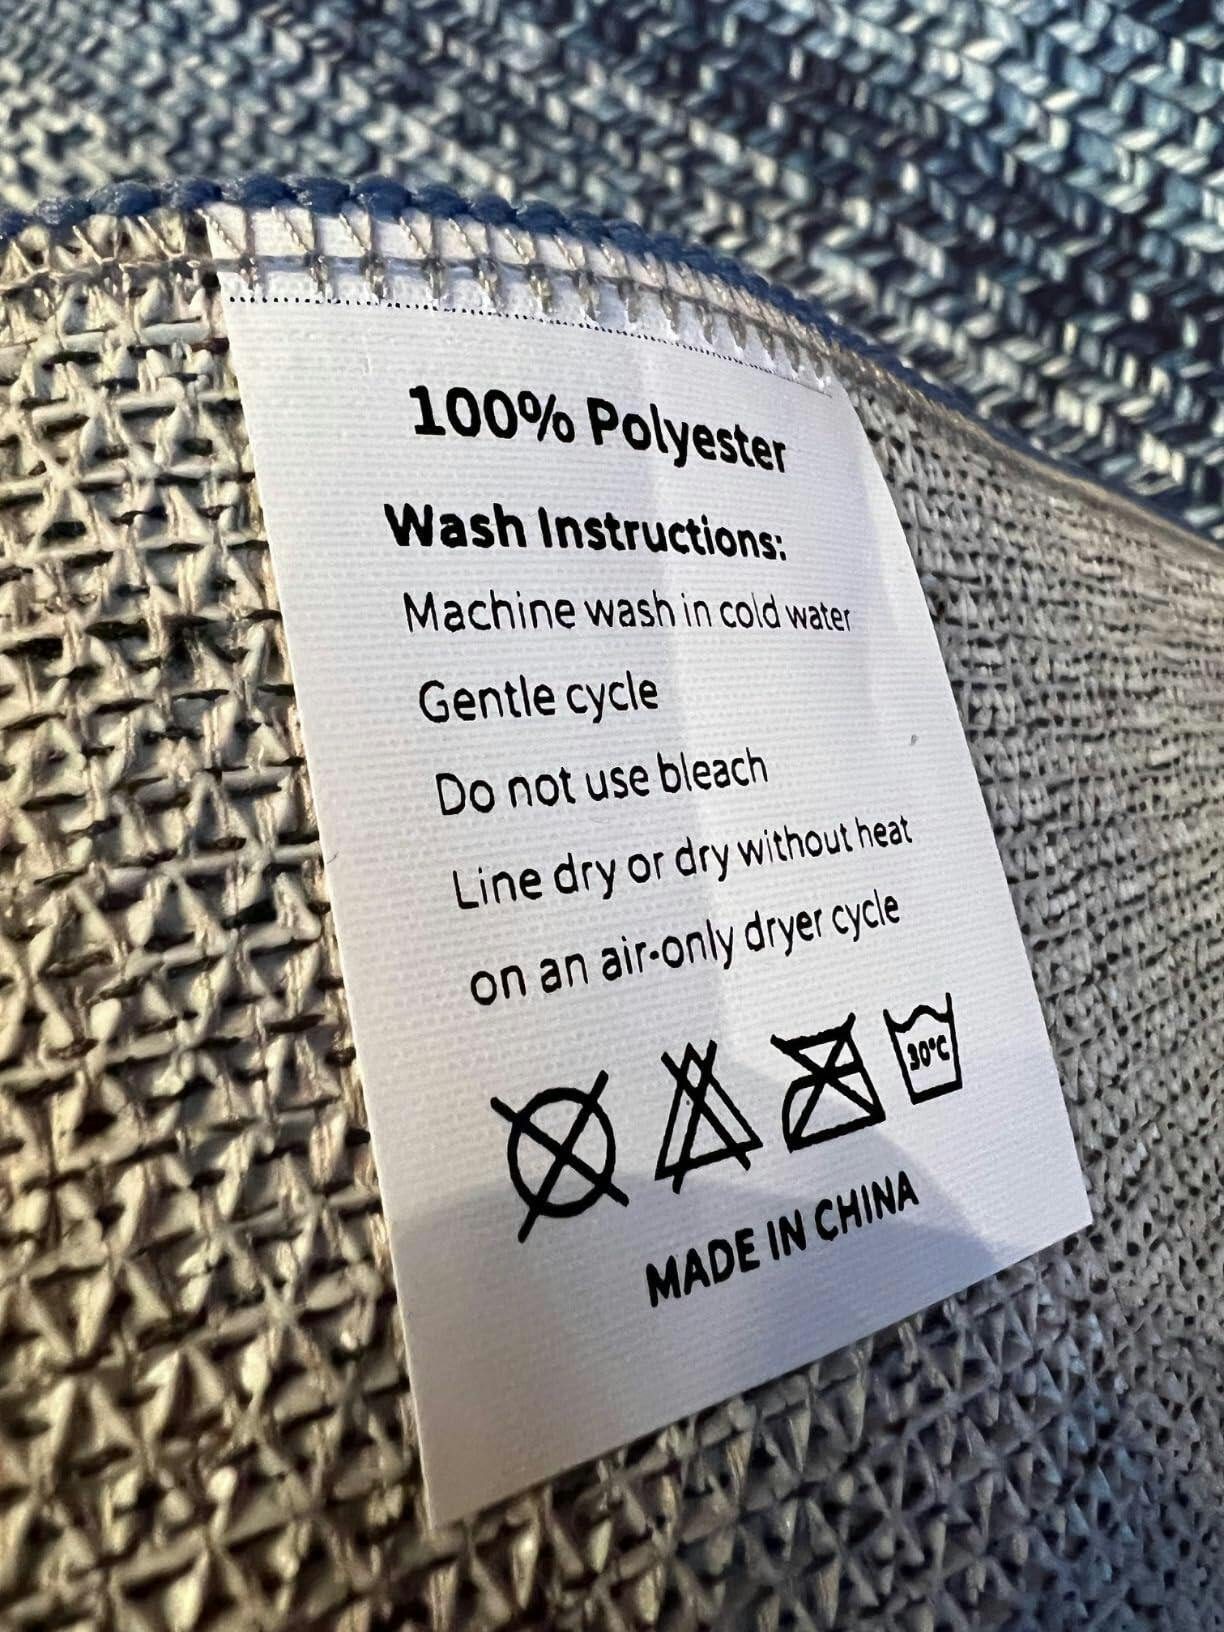 100% Polyester
Wash Instructions:
Machine wash in cold water
Gentle cycle
Do not use bleach
Line dry or dry without heat
on an air-only dryer cycle
30°C
MADE IN CHINA